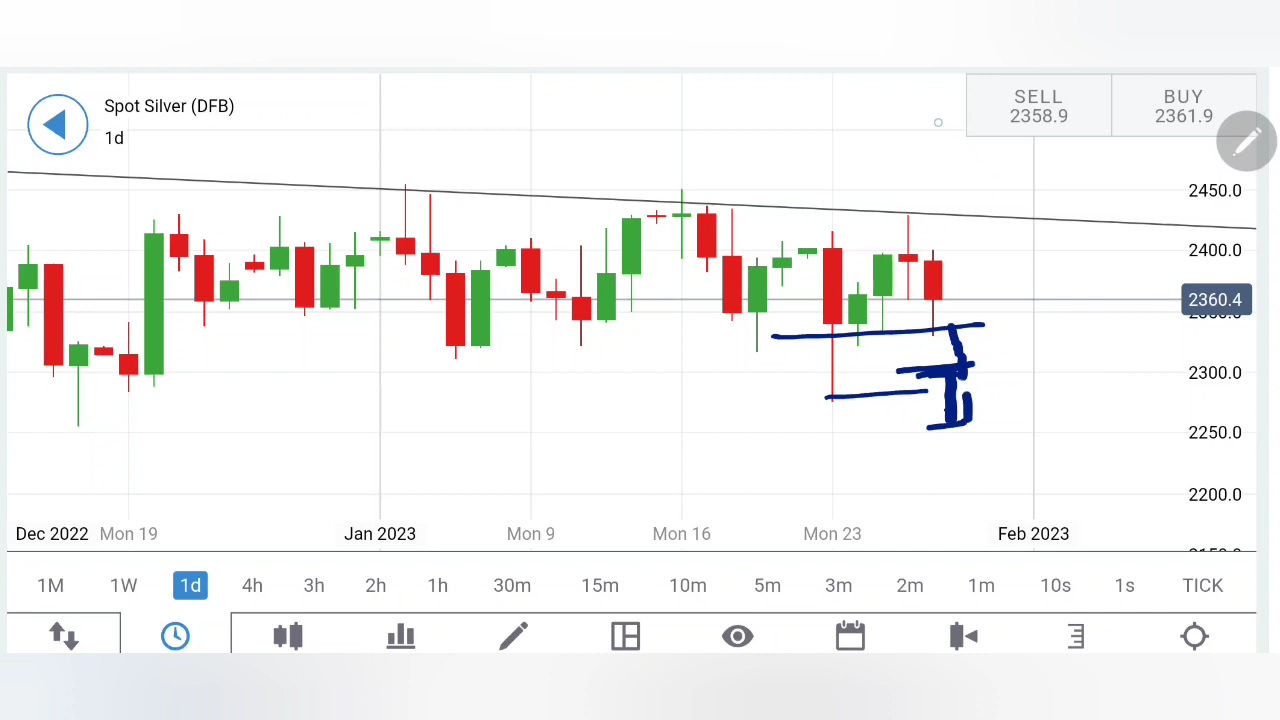 Spot Silver (DFB)
1d
SELL
2358.9
BUY
2361.9
2450.0
2400.0
2360.4
2300.0
2250.0
2200.0
Dec 2022 Mon 19 Jan 2023 Mon 9 Mon 16 Mon 23 Feb 2023
1M 1W 1d 4h 3h 2h 1h 30m 15m 10m 5m 3m 2m 1m 10s 1s TICK